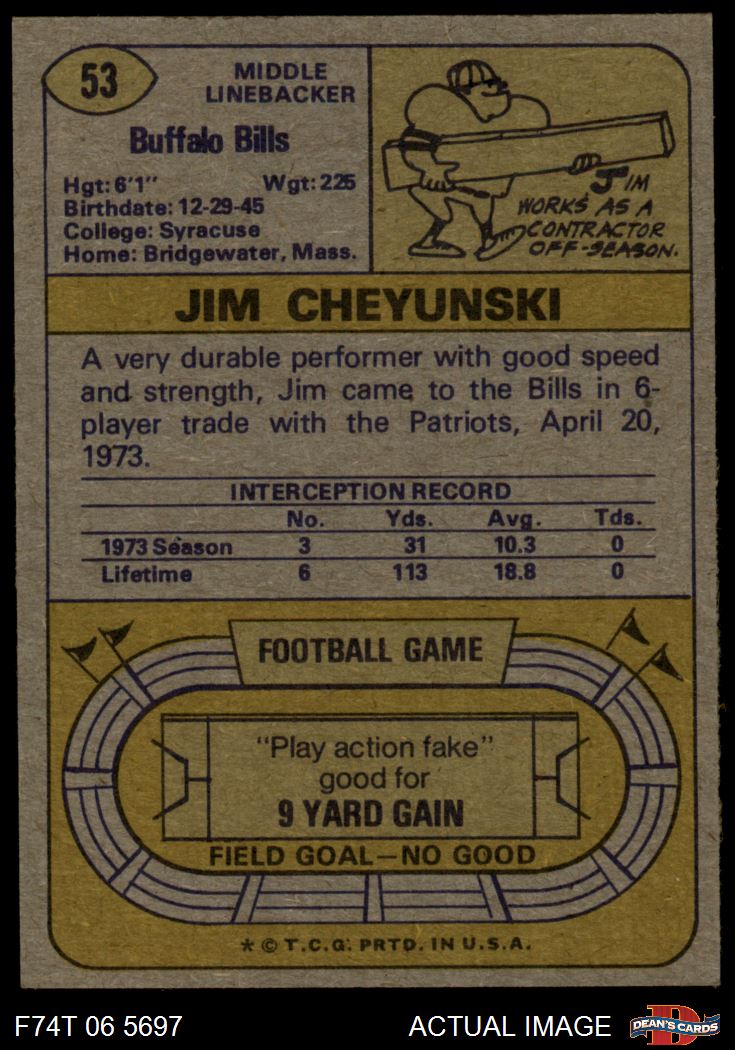 53
MIDDLE
LINEBACKER
Buffalo Bills
Hgt: 6'1" Wgt: 225
Birthdate: 12-29-45
College: Syracuse
Home: Bridgewater, Mass.
JIM
WORKS AS A
CONTRACTOR
OFF-SEASON.
JIM CHEYUNSKI
A very durable performer with good speed
and strength, Jim came to the Bills in 6-
player trade with the Patriots, April 20,
1973.
INTERCEPTION RECORD
No. Yds. Avg. Tds.
1973 Season 3 31 10.3 0
Lifetime 6 113 18.8 0
FOOTBALL GAME
"Play action fake"
good for
9 YARD GAIN
FIELD GOAL—NO GOOD
* © T.C.G. PRTD. IN U.S.A.
F74T 06 5697 ACTUAL IMAGE
D
DEAN'S CARDS